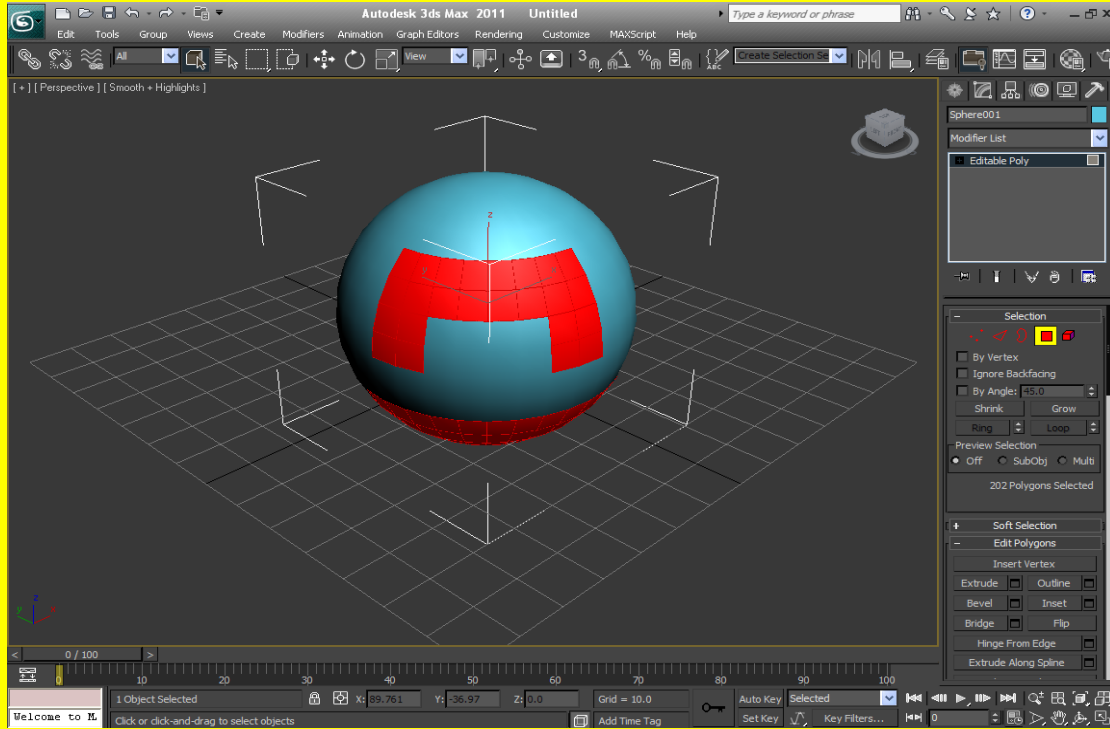 Autodesk 3ds Max 2011 Untitled
Type a keyword or phrase
Edit Tools Group Views Create Modifiers Animation Graph Editors Rendering Customize MAXScript Help
All
View
3
%
ABC
Create Selection Se
[ + ] [ Perspective ] [ Smooth + Highlights ]
Sphere001
Modifier List
Editable Poly
z
y
x
Selection
By Vertex
Ignore Backfacing
By Angle: 45.0
Shrink Grow
Ring Loop
Preview Selection
Off SubObj Multi
202 Polygons Selected
+ Soft Selection
- Edit Polygons
Insert Vertex
Extrude Outline
Bevel Inset
Bridge Flip
Hinge From Edge
Extrude Along Spline
z
y
x
< 0 / 100 >
0 10 20 30 40 50 60 70 80 90 100
1 Object Selected X: 89.761 Y: -36.97 Z: 0.0 Grid = 10.0 Auto Key Selected
Welcome to M Click or click-and-drag to select objects Add Time Tag Set Key Key Filters... 0